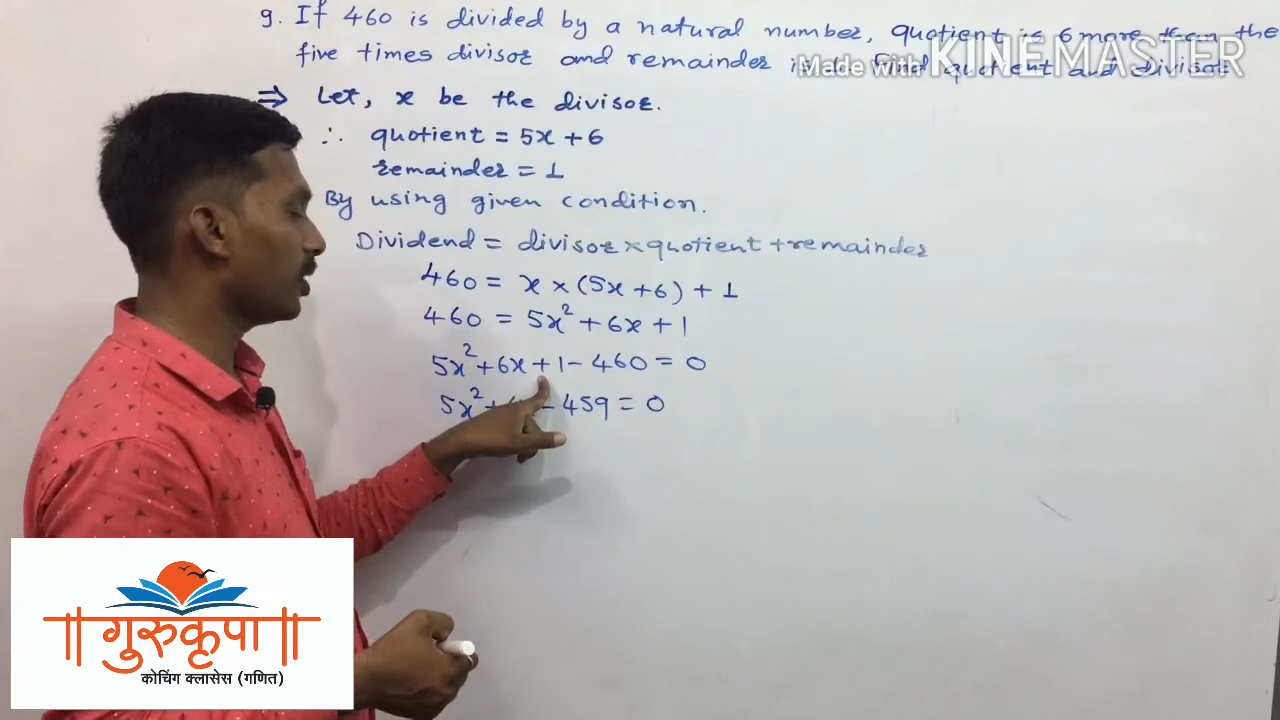 9. If 460 is divided by a natural number, quotient is 6 more than the
five times divisor and remainder is 1. find quotient and divisor
Made with KINEMASTER
⇒ Let, x be the divisor.
∴ quotient = 5x + 6
remainder = 1
By using given condition.
Dividend = divisor × quotient + remainder
460 = x × (5x + 6) + 1
460 = 5x² + 6x + 1
5x² + 6x + 1 - 460 = 0
5x² + - 459 = 0
॥ गुरुकृपा ॥
कोचिंग क्लासेस (गणित)